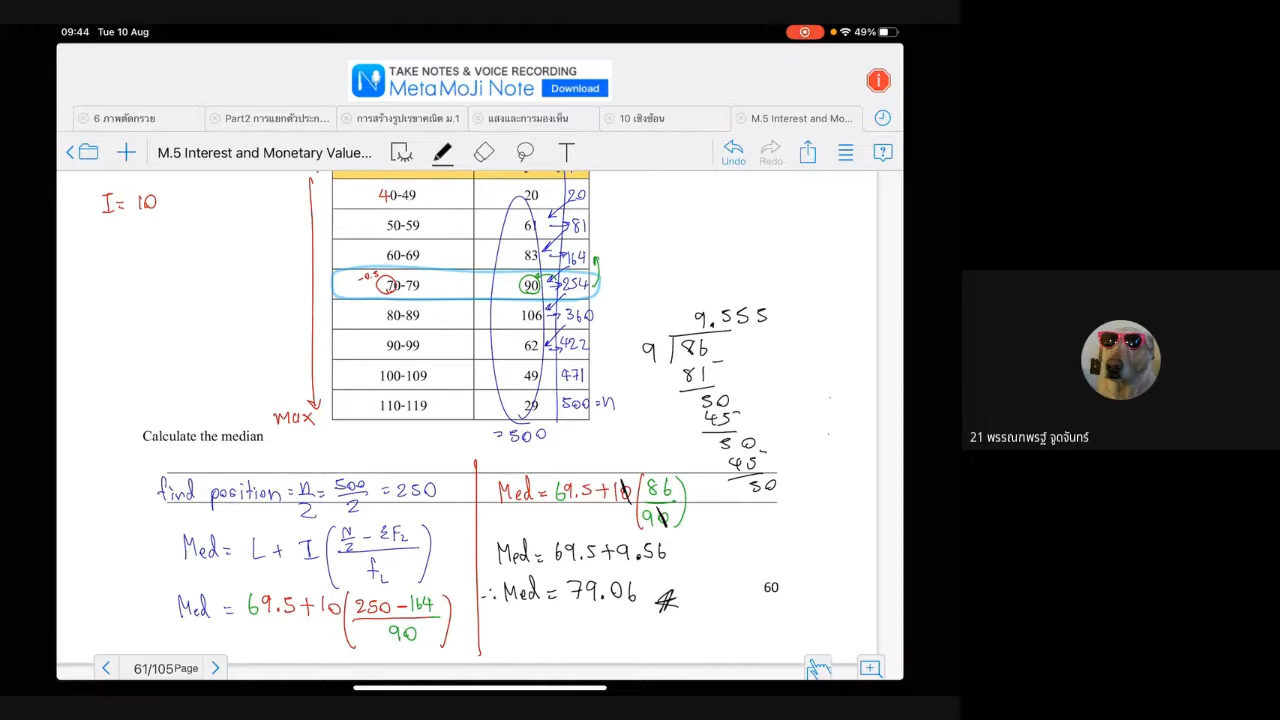 09:44 Tue 10 Aug 49%
TAKE NOTES & VOICE RECORDING
MetaMoJi Note Download
6 ภาพตัดกรวย Part2 การแยกตัวประก... การสร้างรูปเรขาคณิต ม.1 แสงและการมองเห็น 10 เชิงซ้อน M.5 Interest and Mo...
M.5 Interest and Monetary Value... T Undo Redo
I = 10
40-49 20 20
50-59 61 81
60-69 83 164
-0.5 70-79 90 254
80-89 106 360
90-99 62 422
100-109 49 471
110-119 29 500 = n
max
= 500
9.555
9 86
81
50
45
50
45
50
Calculate the median
find position = n/2 = 500/2 = 250
Med = L + I (N/2 - ΣFL / fL)
Med = 69.5 + 10 (250 - 164 / 90)
Med = 69.5 + 10 (86 / 90)
Med = 69.5 + 9.56
∴ Med = 79.06
60
61/105Page
21 พรรณภพรฐ์ จูดจันทร์